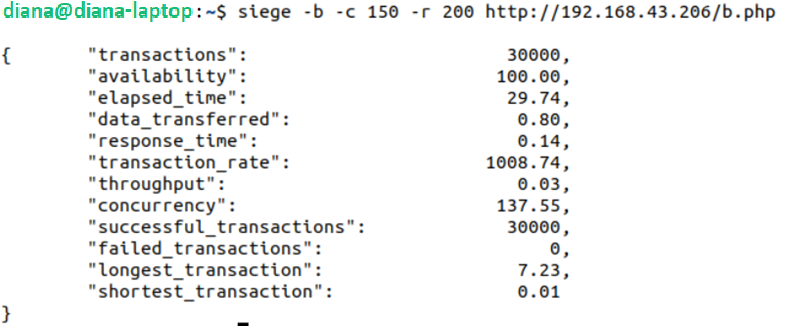 diana@diana-laptop:~$ siege -b -c 150 -r 200 http://192.168.43.206/b.php
{ "transactions": 30000,
"availability": 100.00,
"elapsed_time": 29.74,
"data_transferred": 0.80,
"response_time": 0.14,
"transaction_rate": 1008.74,
"throughput": 0.03,
"concurrency": 137.55,
"successful_transactions": 30000,
"failed_transactions": 0,
"longest_transaction": 7.23,
"shortest_transaction": 0.01
}